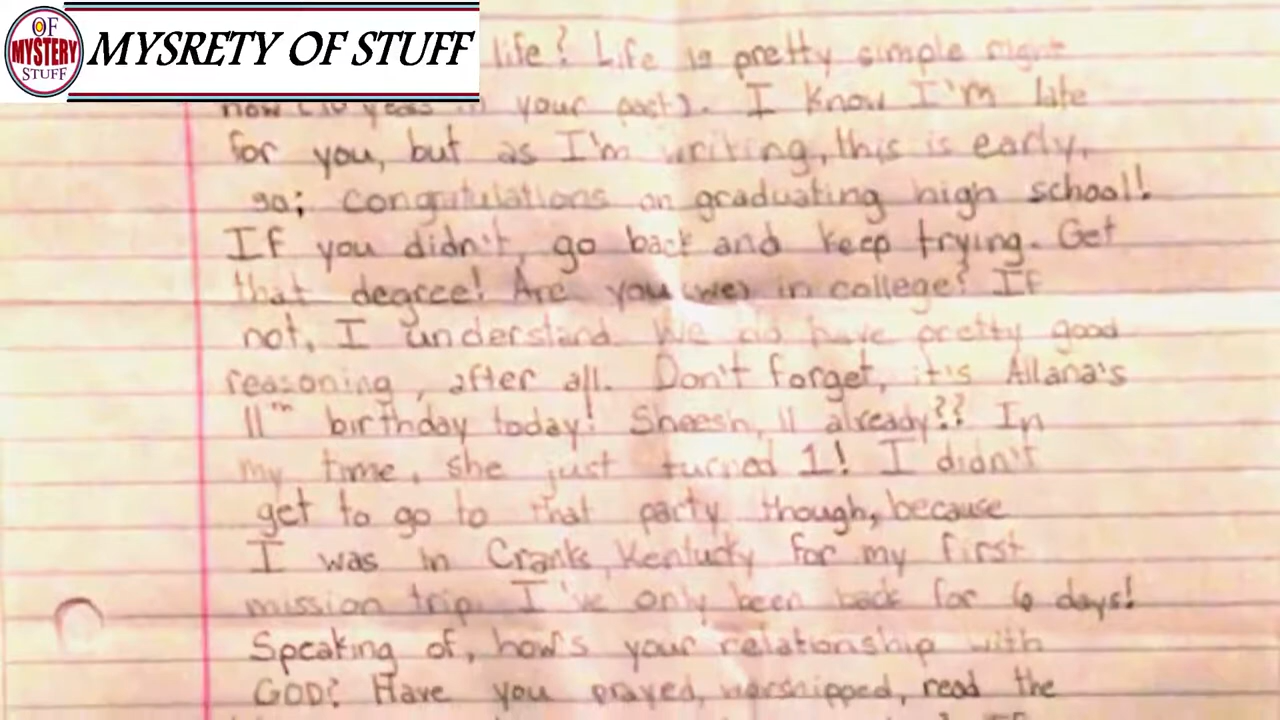 OF
MYSTERY
STUFF
MYSRETY OF STUFF
life? Life is pretty simple right
now (10 years in your past). I know I'm late
for you, but as I'm writing, this is early,
so; congratulations on graduating high school!
If you didn't, go back and keep trying. Get
that degree! Are you (we) in college? If
not, I understand. We do have pretty good
reasoning, after all. Don't forget, it's Allana's
11th birthday today! Sheesh, 11 already?? In
my time, she just turned 1! I didn't
get to go to that party though, because
I was in Cranks, Kentucky for my first
mission trip. I've only been back for 6 days!
Speaking of, how's your relationship with
GOD? Have you prayed, worshipped, read the